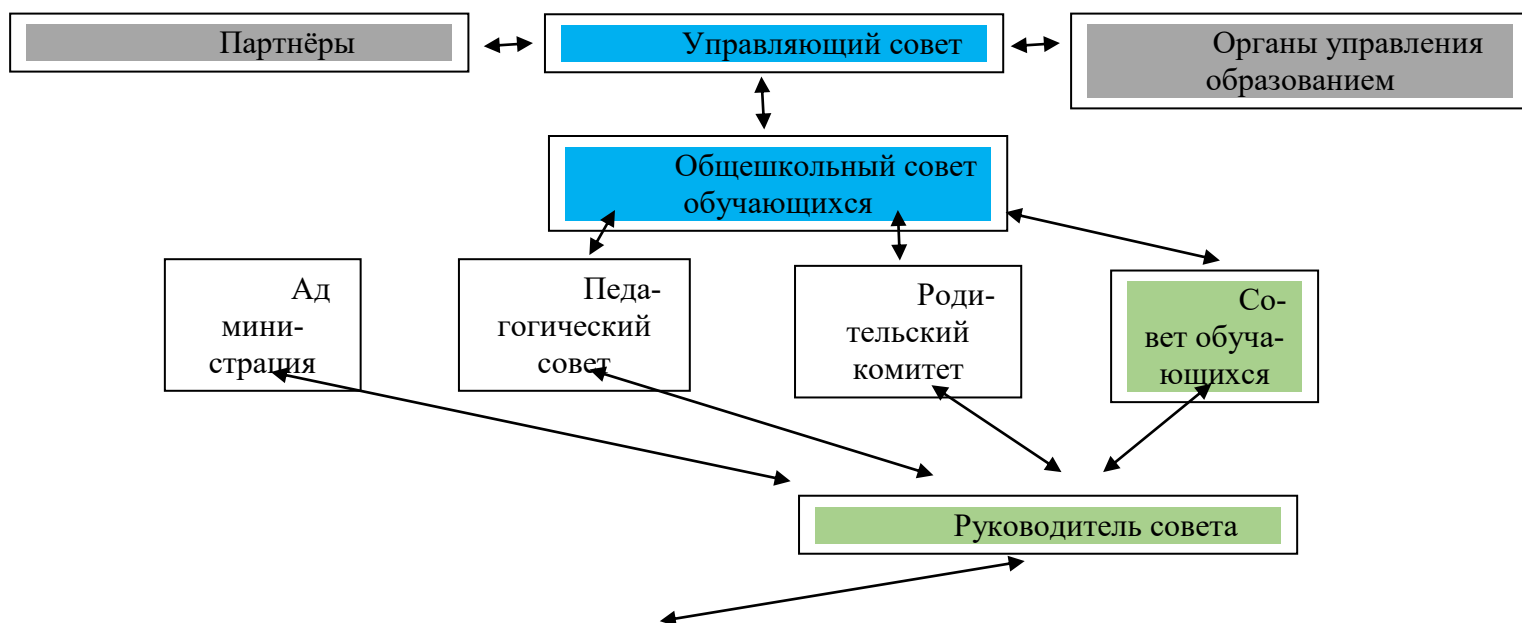 Партнёры
Управляющий совет
Органы управления
образованием
Общешкольный совет
обучающихся
Ад
мини-
страция
Педа-
гогический
совет
Роди-
тельский
комитет
Со-
вет обуча-
ющихся
Руководитель совета